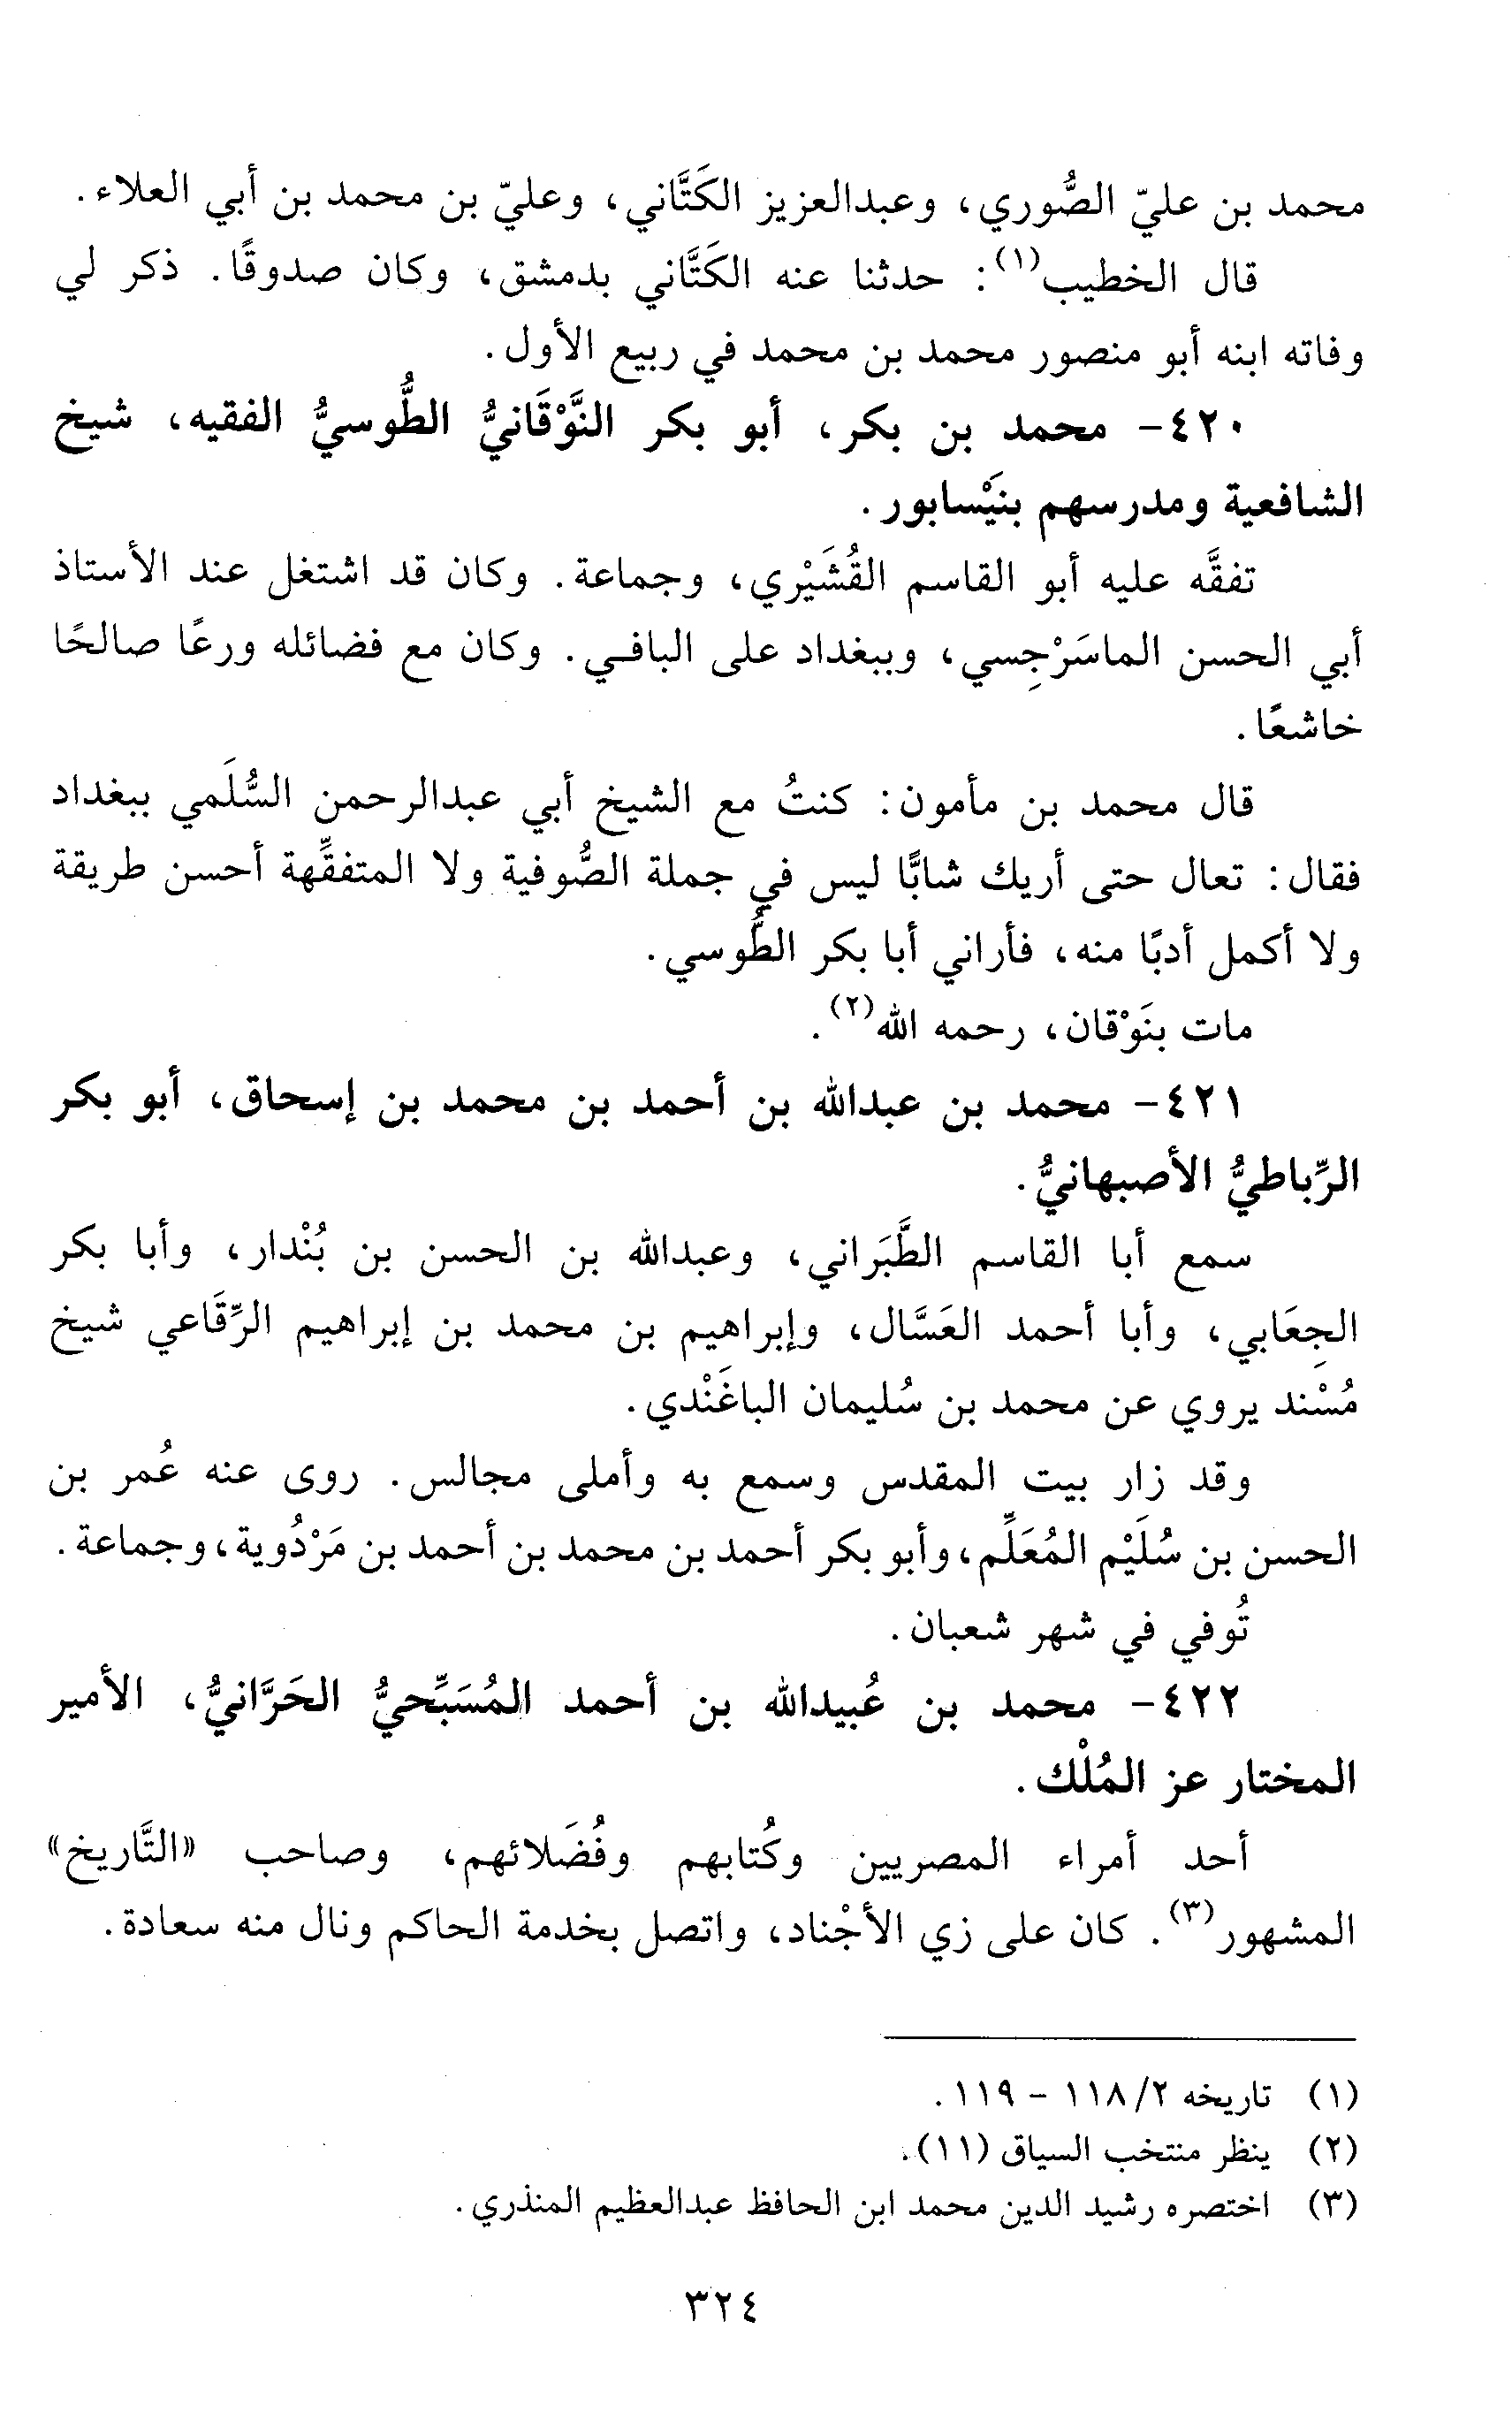 محمد بن عليّ الصُّوري، وعبدالعزيز الكَتَّاني، وعليّ بن محمد بن أبي العلاء.
قال الخطيب(١): حدثنا عنه الكَتَّاني بدمشق، وكان صدوقًا. ذكر لي
وفاته ابنه أبو منصور محمد بن محمد في ربيع الأول.
٤٢٠- محمد بن بكر، أبو بكر النَّوْقَانيُّ الطُّوسيُّ الفقيه، شيخ
الشافعية ومدرسهم بنَيْسابور.
تفقَّه عليه أبو القاسم القُشَيْري، وجماعة. وكان قد اشتغل عند الأستاذ
أبي الحسن الماسَرْجِسي، وببغداد على البافي. وكان مع فضائله ورعًا صالحًا
خاشعًا.
قال محمد بن مأمون: كنتُ مع الشيخ أبي عبدالرحمن السُّلَمي ببغداد
فقال: تعال حتى أريك شابًّا ليس في جملة الصُّوفية ولا المتفقِّهة أحسن طريقة
ولا أكمل أدبًا منه، فأراني أبا بكر الطُّوسي.
مات بنَوْقان، رحمه الله(٢).
٤٢١- محمد بن عبدالله بن أحمد بن محمد بن إسحاق، أبو بكر
الرِّباطيُّ الأصبهانيُّ.
سمع أبا القاسم الطَّبَراني، وعبدالله بن الحسن بن بُنْدار، وأبا بكر
الجِعَابي، وأبا أحمد العَسَّال، وإبراهيم بن محمد بن إبراهيم الرِّقَاعي شيخ
مُسْند يروي عن محمد بن سُليمان الباغَنْدي.
وقد زار بيت المقدس وسمع به وأملى مجالس. روى عنه عُمر بن
الحسن بن سُلَيْم المُعَلِّم، وأبو بكر أحمد بن محمد بن أحمد بن مَرْدُوية، وجماعة.
تُوفي في شهر شعبان.
٤٢٢- محمد بن عُبيدالله بن أحمد المُسَبِّحيُّ الحَرَّانيُّ، الأمير
المختار عز المُلْك.
أحد أمراء المصريين وكُتابهم وفُضَلائهم، وصاحب «التَّاريخ»
المشهور(٣). كان على زي الأجْناد، واتصل بخدمة الحاكم ونال منه سعادة.
(١) تاريخه ٢/ ١١٨ - ١١٩.
(٢) ينظر منتخب السياق (١١).
(٣) اختصره رشيد الدين محمد ابن الحافظ عبدالعظيم المنذري.
٣٢٤